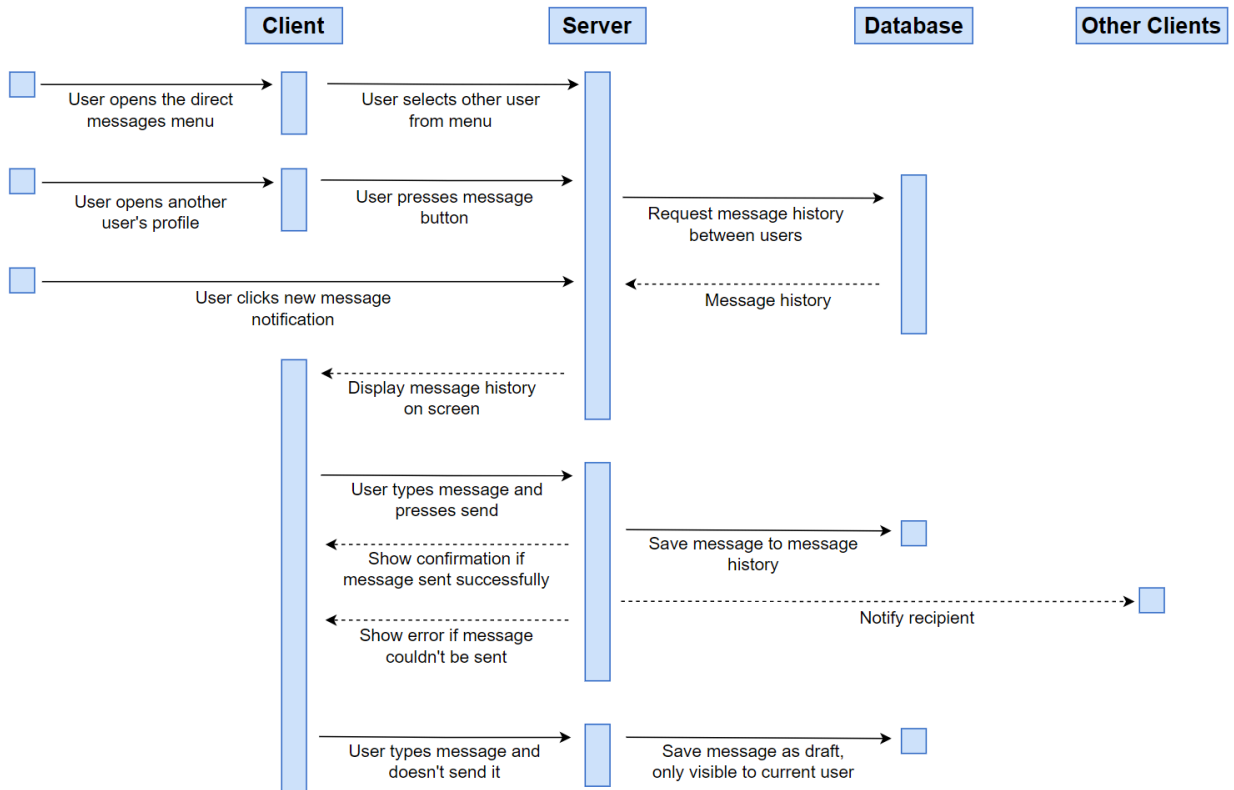 Client
Server
Database
Other Clients
User opens the direct
messages menu
User selects other user
from menu
User opens another
user's profile
User presses message
button
Request message history
between users
User clicks new message
notification
Message history
Display message history
on screen
User types message and
presses send
Show confirmation if
message sent successfully
Save message to message
history
Notify recipient
Show error if message
couldn't be sent
User types message and
doesn't send it
Save message as draft,
only visible to current user